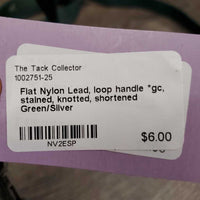 The Tack Collector
1002751-25
Flat Nylon Lead, loop handle *gc,
stained, knotted, shortened
Green/Silver
NV2ESP
$6.00